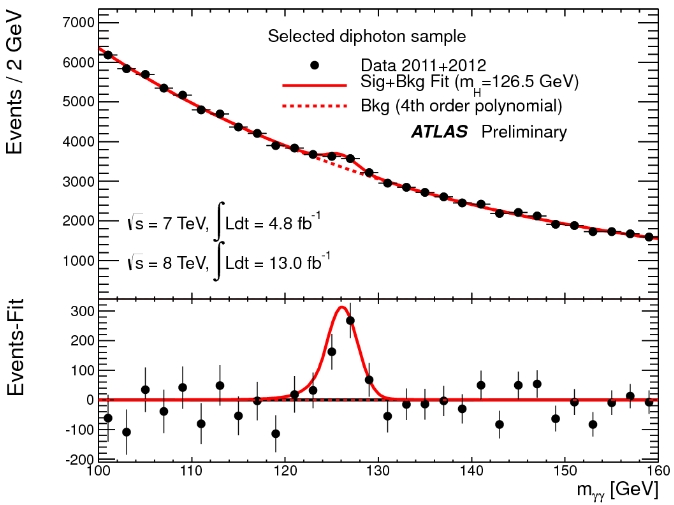 Events / 2 GeV
7000
6000
5000
4000
3000
2000
1000
Selected diphoton sample
Data 2011+2012
Sig+Bkg Fit (m_H=126.5 GeV)
Bkg (4th order polynomial)
ATLAS Preliminary
√s = 7 TeV, ∫Ldt = 4.8 fb⁻¹
√s = 8 TeV, ∫Ldt = 13.0 fb⁻¹
Events-Fit
300
200
100
0
-100
-200
100 110 120 130 140 150 160
m_γγ [GeV]